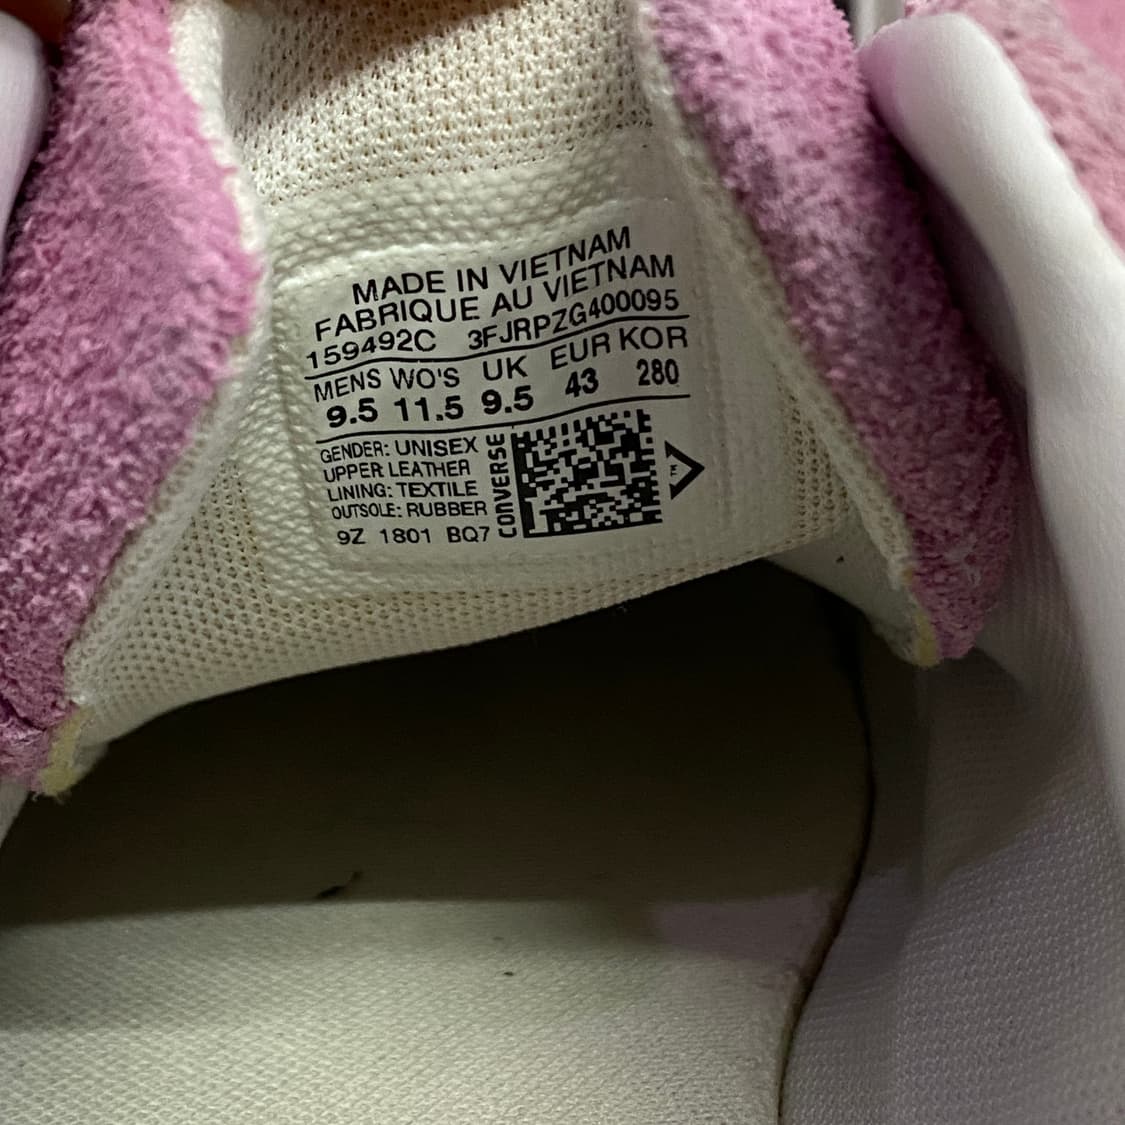 MADE IN VIETNAM
FABRIQUE AU VIETNAM
159492C 3FJRPZG400095
MENS WO'S UK EUR KOR
9.5 11.5 9.5 43 280
GENDER: UNISEX
UPPER LEATHER
LINING: TEXTILE
OUTSOLE: RUBBER
9Z 1801 BQ7
CONVERSE